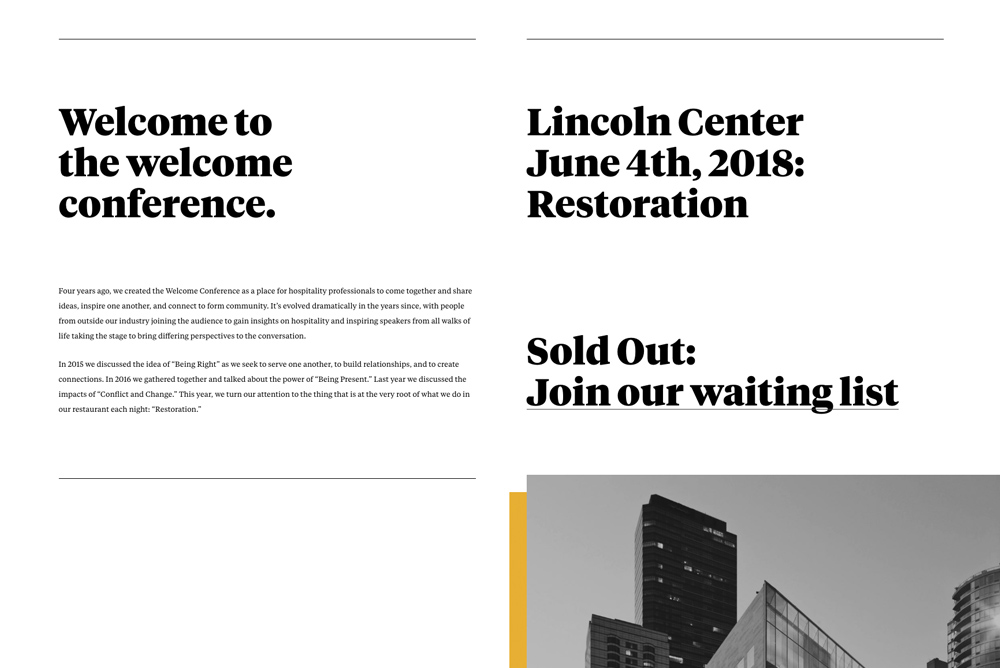 Welcome to
the welcome
conference.
Four years ago, we created the Welcome Conference as a place for hospitality professionals to come together and share
ideas, inspire one another, and connect to form community. It’s evolved dramatically in the years since, with people
from outside our industry joining the audience to gain insights on hospitality and inspiring speakers from all walks of
life taking the stage to bring differing perspectives to the conversation.
In 2015 we discussed the idea of “Being Right” as we seek to serve one another, to build relationships, and to create
connections. In 2016 we gathered together and talked about the power of “Being Present.” Last year we discussed the
impacts of “Conflict and Change.” This year, we turn our attention to the thing that is at the very root of what we do in
our restaurant each night: “Restoration.”
Lincoln Center
June 4th, 2018:
Restoration
Sold Out:
Join our waiting list